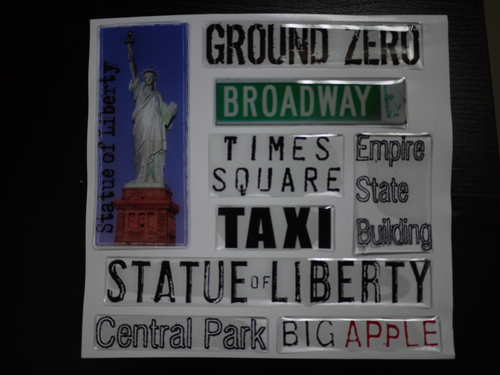 Statue of Liberty
GROUND ZERO
BROADWAY
TIMES
SQUARE
Empire
State
Building
TAXI
STATUE OF LIBERTY
Central Park
BIG APPLE